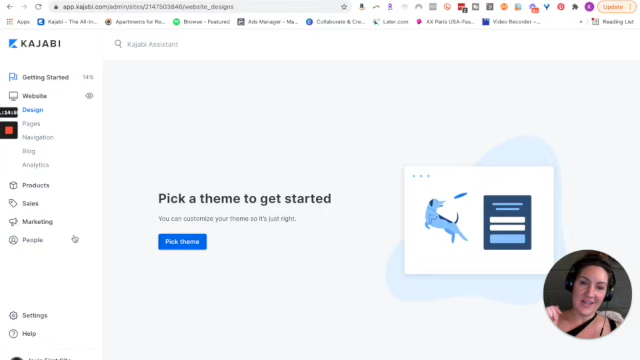 app.kajabi.com/admin/sites/2147503846/website_designs
Update
Apps
Kajabi - The All-In...
Apartments for Re...
Browse - Featured
Ads Manager - Ma...
Collaborate & Crea...
Later.com
AX Parts USA-Fas...
Video Recorder –...
Reading List
KAJABI
Kajabi Assistant
Getting Started 14%
Website
Design
Pages
Navigation
Blog
Analytics
Products
Sales
Marketing
People
Pick a theme to get started
You can customize your theme so it's just right.
Pick theme
Settings
Help